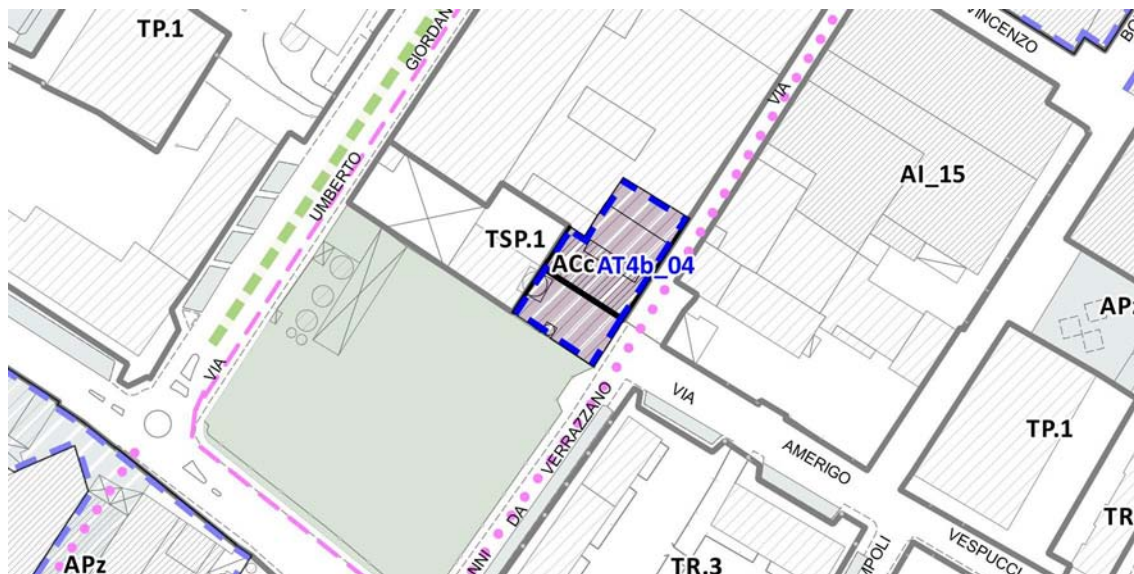 TP.1
VINCENZO
GIORDAN
VIA
AI_15
UMBERTO
TSP.1
ACc
AT4b_04
AP
VIA
VIA
VERRAZZANO
AMERIGO
TP.1
DA
NNI
MPOLI
VESPUCCI
TR
APz
TR.3